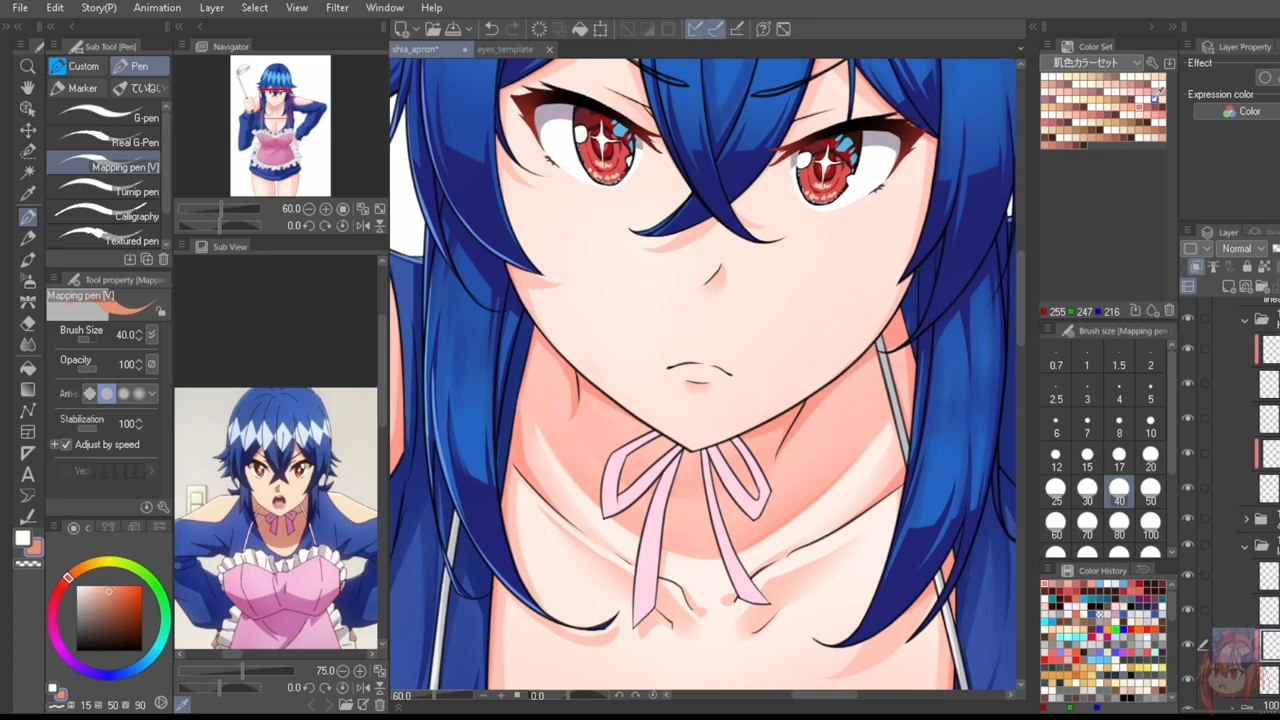 File Edit Story(P) Animation Layer Select Filter Window Help
Sub Tool [Pen]
Custom
Pen
Marker
ていねい
G-pen
Real G-Pen
Mapping pen [V]
Turnip pen
Calligraphy
Textured pen
Mapping pen [V]
Brush Size 40.0
Opacity 100
Stabilization 100
Adjust by speed
15 50 90
Navigator
60.0
0.0
Sub View
75.0
0.0
shia_apron*
eyes_template
60.0
0.0
Color Set
肌色カラーセット
255 247 216
Brush size [Mapping pen
0.7 1 1.5 2
2.5 3 4 5
6 7 8 10
12 15 17 20
25 30 40 50
60 70 80 100
Color History
Layer Property
Effect
Expression color
Color
Layer
Normal
100